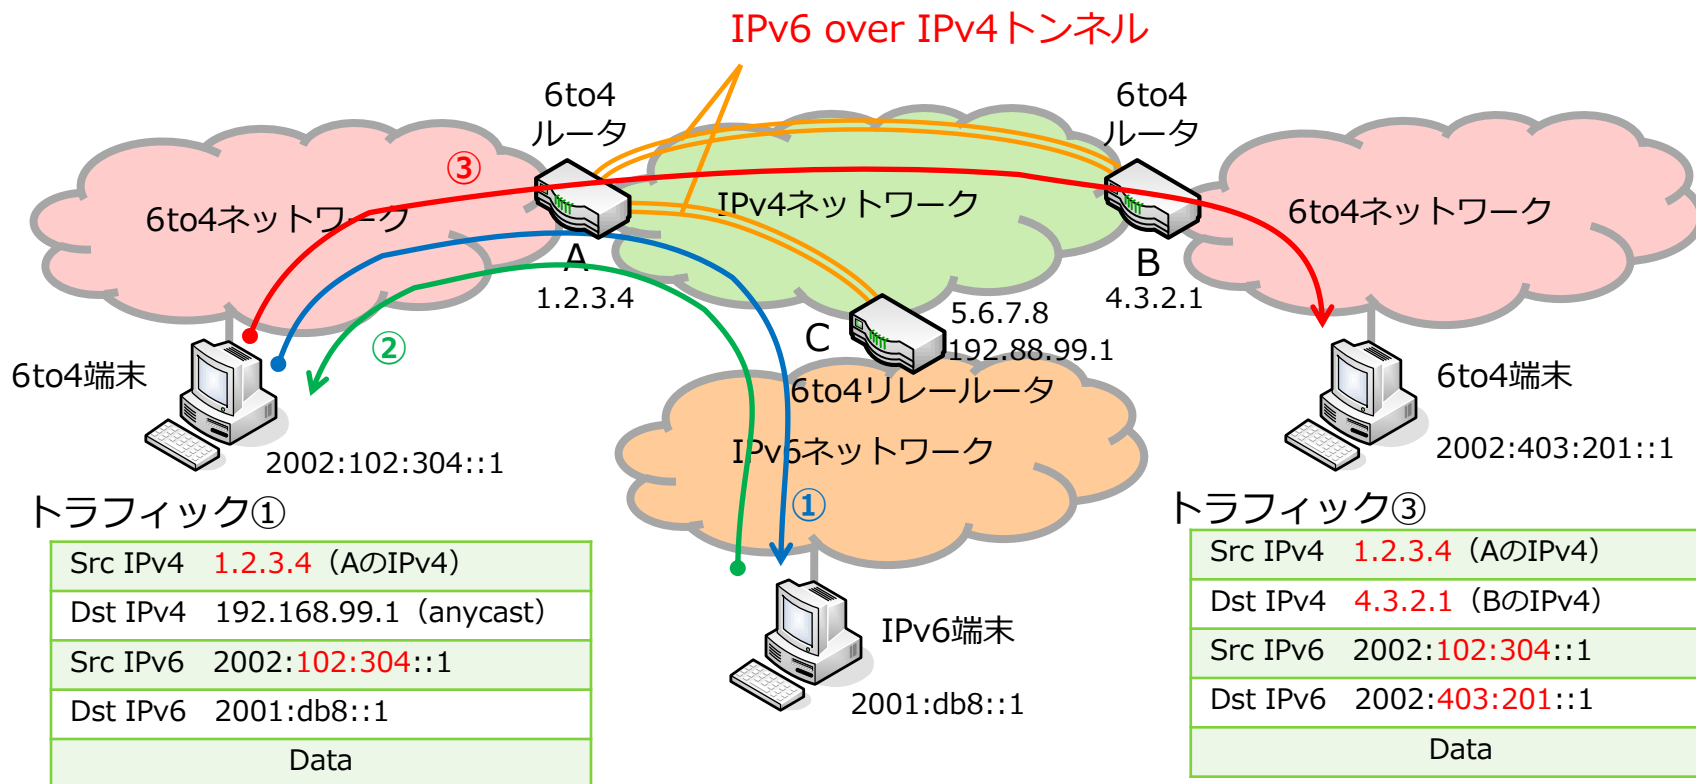 IPv6 over IPv4トンネル
6to4
ルータ
6to4
ルータ
③
6to4ネットワーク
IPv4ネットワーク
6to4ネットワーク
A
1.2.3.4
B
4.3.2.1
5.6.7.8
C
192.88.99.1
②
6to4端末
6to4リレールータ
6to4端末
IPv6ネットワーク
2002:102:304::1
2002:403:201::1
①
トラフィック①
トラフィック③
Src IPv4 1.2.3.4（AのIPv4）
Dst IPv4 192.168.99.1（anycast）
Src IPv6 2002:102:304::1
Dst IPv6 2001:db8::1
Data
IPv6端末
2001:db8::1
Src IPv4 1.2.3.4（AのIPv4）
Dst IPv4 4.3.2.1（BのIPv4）
Src IPv6 2002:102:304::1
Dst IPv6 2002:403:201::1
Data